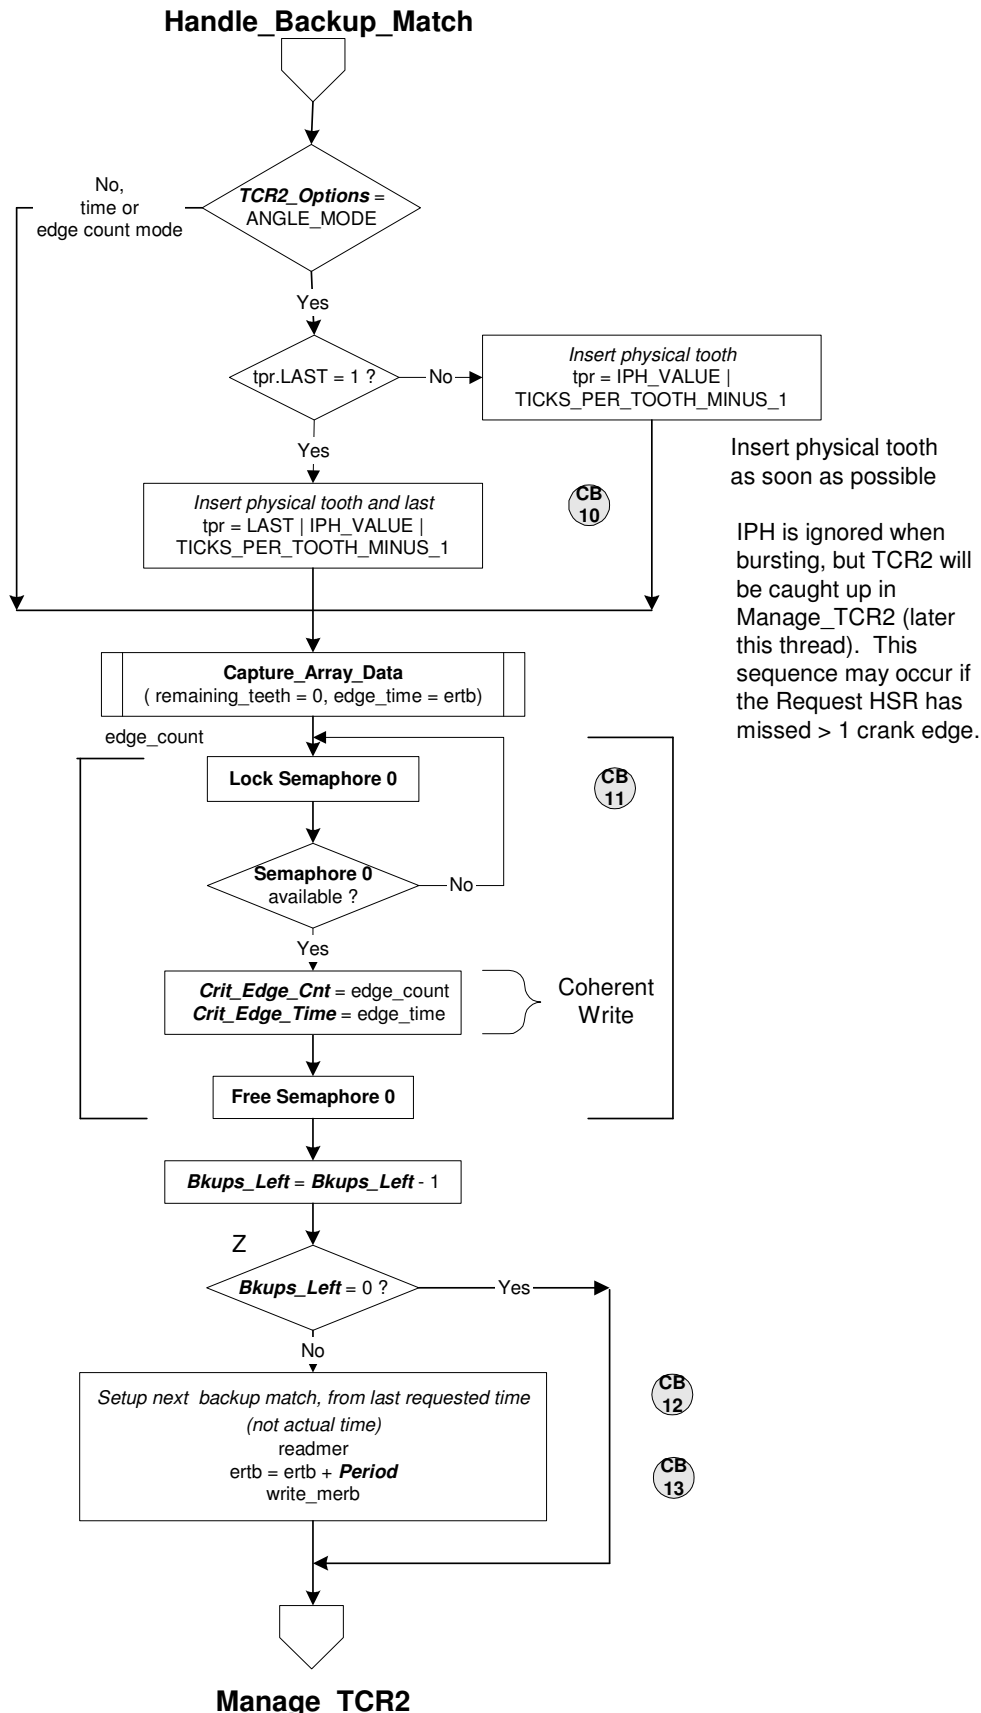 Handle_Backup_Match
TCR2_Options =
ANGLE_MODE
No,
time or
edge count mode
Yes
tpr.LAST = 1 ?
No
Insert physical tooth
tpr = IPH_VALUE |
TICKS_PER_TOOTH_MINUS_1
Yes
Insert physical tooth and last
tpr = LAST | IPH_VALUE |
TICKS_PER_TOOTH_MINUS_1
CB
10
Insert physical tooth
as soon as possible
IPH is ignored when
bursting, but TCR2 will
be caught up in
Manage_TCR2 (later
this thread). This
sequence may occur if
the Request HSR has
missed > 1 crank edge.
Capture_Array_Data
( remaining_teeth = 0, edge_time = ertb)
edge_count
Lock Semaphore 0
CB
11
Semaphore 0
available ?
No
Yes
Crit_Edge_Cnt = edge_count
Crit_Edge_Time = edge_time
Coherent
Write
Free Semaphore 0
Bkups_Left = Bkups_Left - 1
Z
Bkups_Left = 0 ?
Yes
No
Setup next backup match, from last requested time
(not actual time)
readmer
ertb = ertb + Period
write_merb
CB
12
CB
13
Manage_TCR2